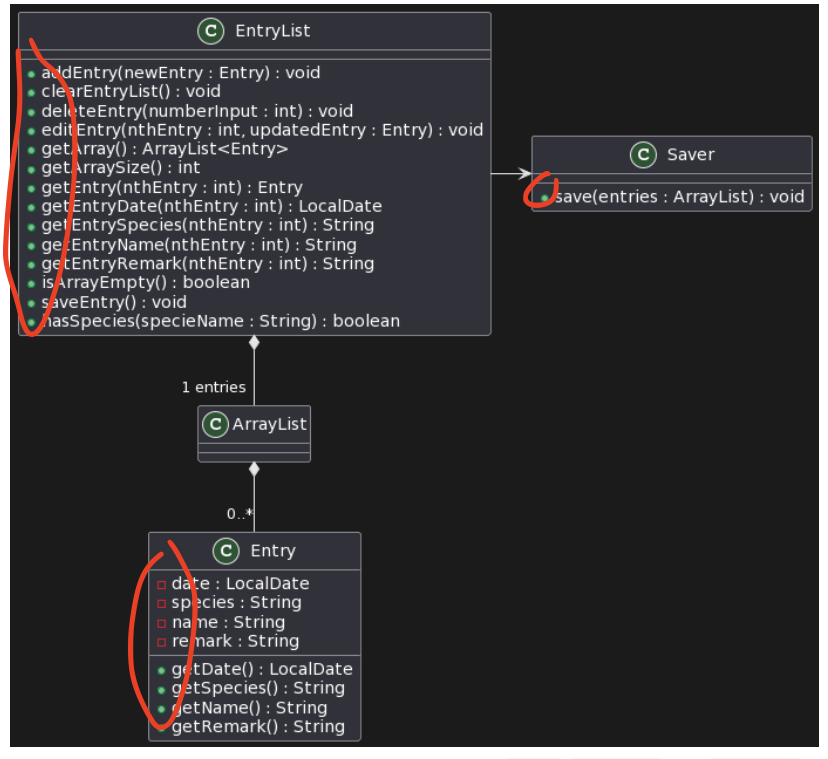 C EntryList
addEntry(newEntry : Entry) : void
clearEntryList() : void
deleteEntry(numberInput : int) : void
editEntry(nthEntry : int, updatedEntry : Entry) : void
getArray() : ArrayList<Entry>
getArraySize() : int
getEntry(nthEntry : int) : Entry
getEntryDate(nthEntry : int) : LocalDate
getEntrySpecies(nthEntry : int) : String
getEntryName(nthEntry : int) : String
getEntryRemark(nthEntry : int) : String
isArrayEmpty() : boolean
saveEntry() : void
hasSpecies(specieName : String) : boolean
C Saver
save(entries : ArrayList) : void
1 entries
C ArrayList
0..*
C Entry
date : LocalDate
species : String
name : String
remark : String
getDate() : LocalDate
getSpecies() : String
getName() : String
getRemark() : String